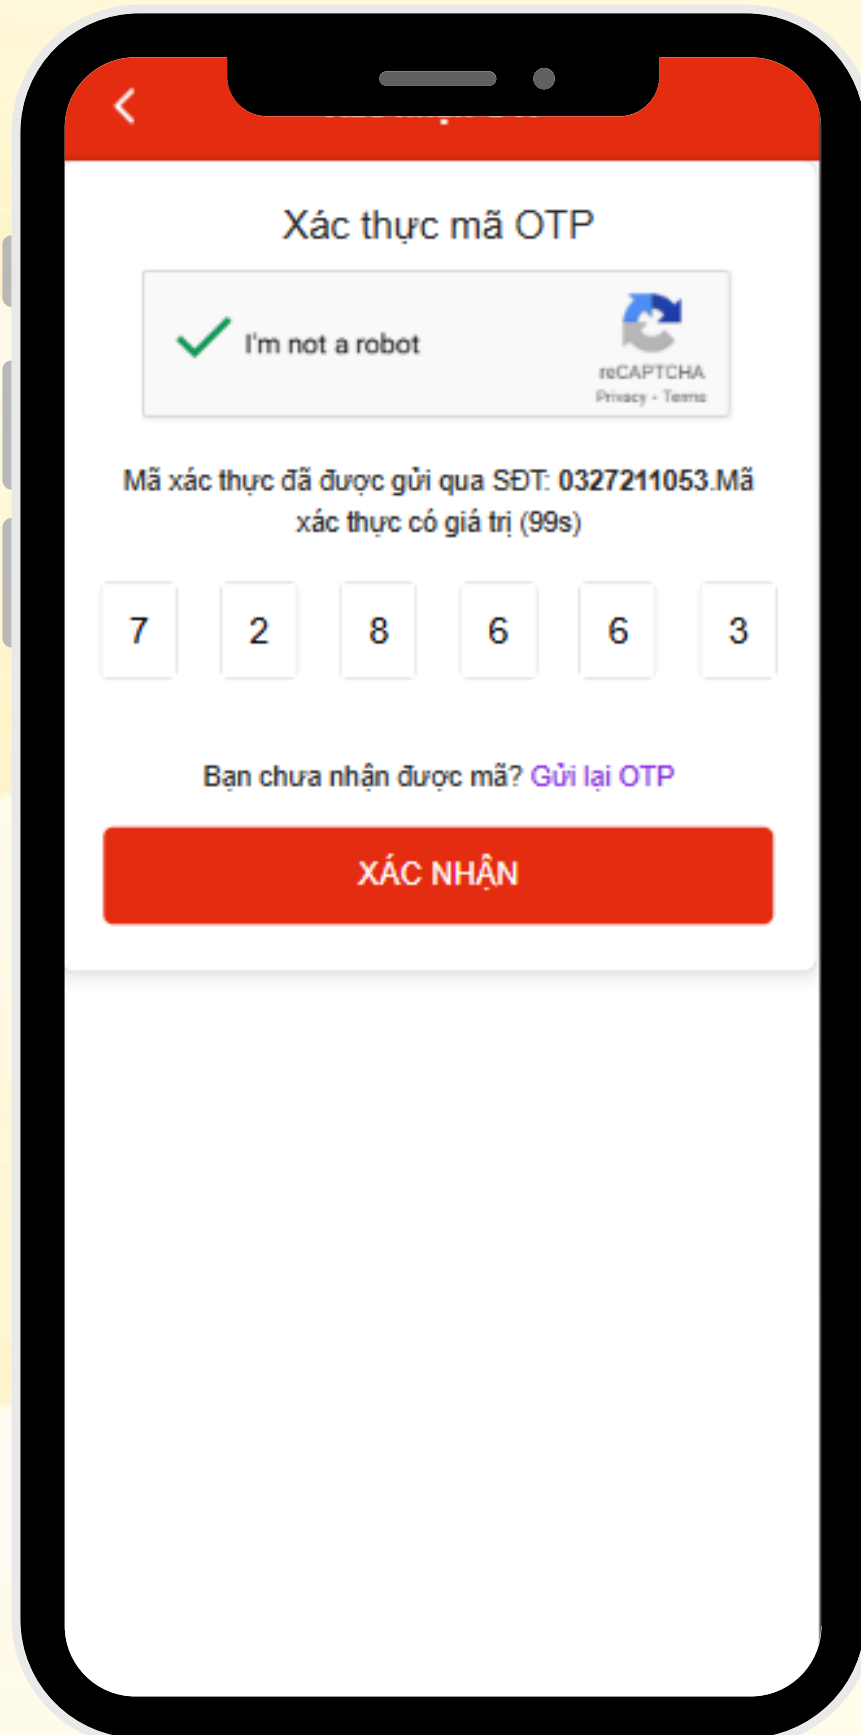 Xác thực mã OTP
I'm not a robot
reCAPTCHA
Privacy - Terms
Mã xác thực đã được gửi qua SĐT: 0327211053.Mã
xác thực có giá trị (99s)
7 2 8 6 6 3
Bạn chưa nhận được mã? Gửi lại OTP
XÁC NHẬN